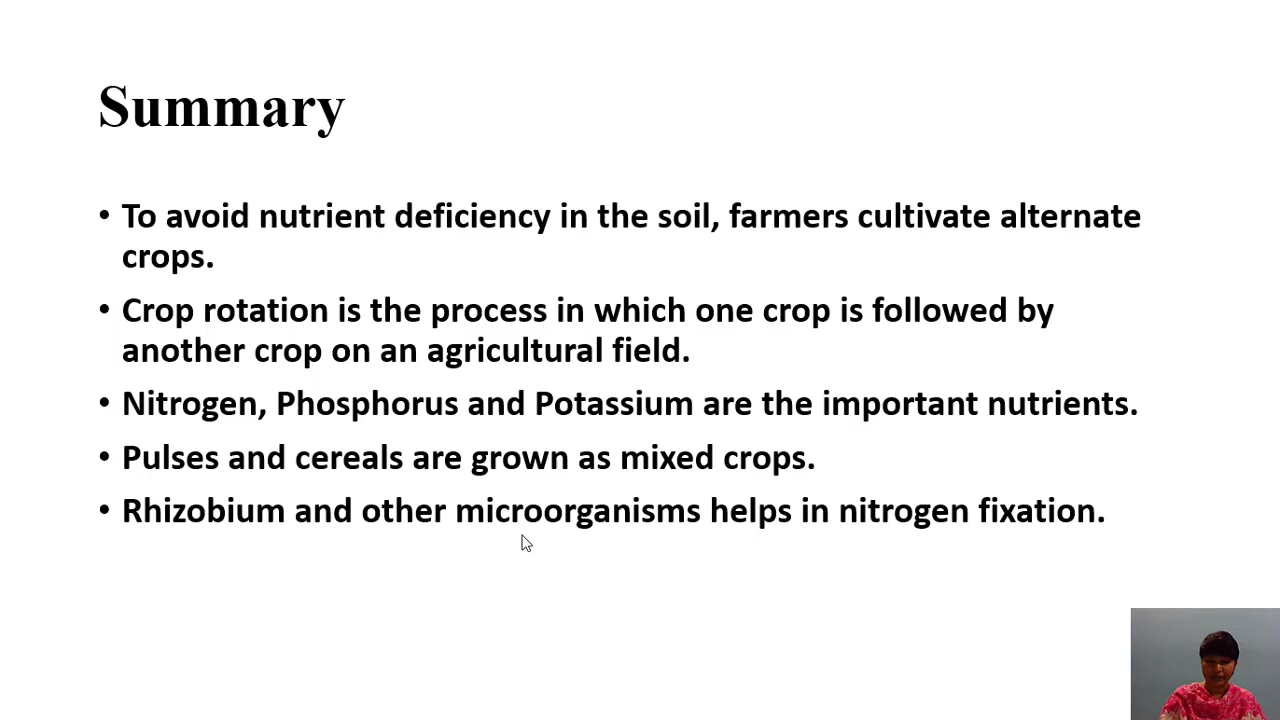 Summary
• To avoid nutrient deficiency in the soil, farmers cultivate alternate
crops.
• Crop rotation is the process in which one crop is followed by
another crop on an agricultural field.
• Nitrogen, Phosphorus and Potassium are the important nutrients.
• Pulses and cereals are grown as mixed crops.
• Rhizobium and other microorganisms helps in nitrogen fixation.